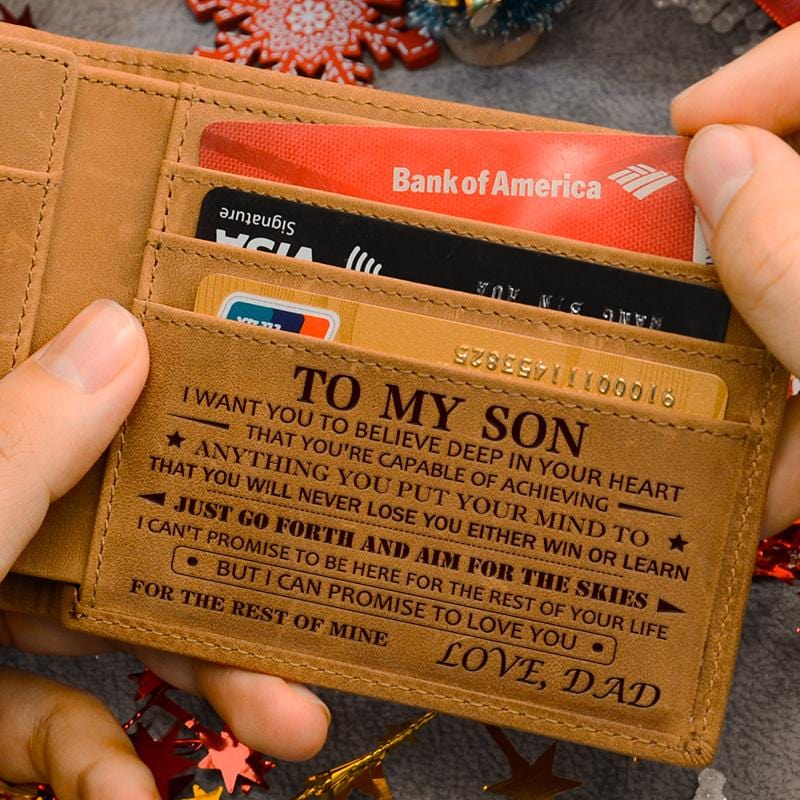 Bank of America
Signature
VISA
TO MY SON
I WANT YOU TO BELIEVE DEEP IN YOUR HEART
THAT YOU'RE CAPABLE OF ACHIEVING
ANYTHING YOU PUT YOUR MIND TO
THAT YOU WILL NEVER LOSE YOU EITHER WIN OR LEARN
JUST GO FORTH AND AIM FOR THE SKIES
I CAN'T PROMISE TO BE HERE FOR THE REST OF YOUR LIFE
BUT I CAN PROMISE TO LOVE YOU
FOR THE REST OF MINE
LOVE, DAD